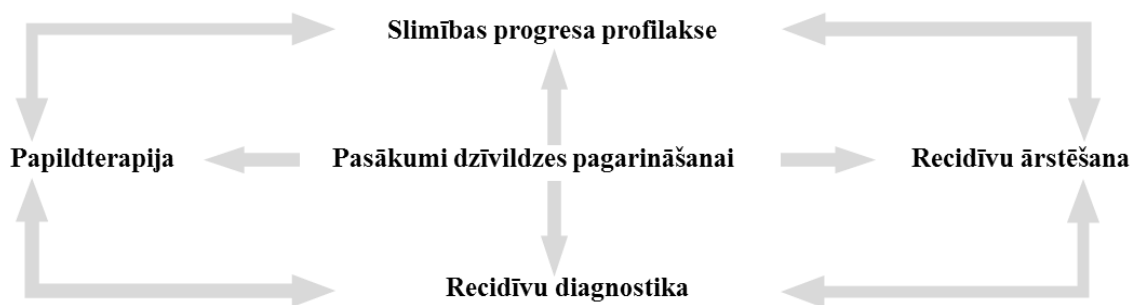 Slimības progresa profilakse
Papildterapija
Pasākumi dzīvildzes pagarināšanai
Recidīvu ārstēšana
Recidīvu diagnostika